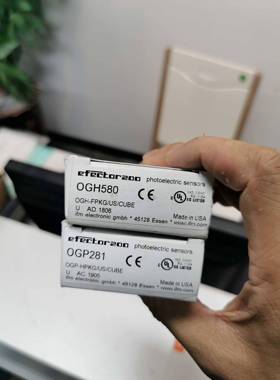 efector200 photoelectric sensors
OGH580
OGH-FPKG/US/CUBE
U AD 1806
Made in USA
ifm electronic gmbh * 45128 Essen *
efector200 photoelectric sensors
OGP281
OGP-HPKG/US/CUBE
U AC 1905
Made in USA
ifm electronic gmbh * 45128 Essen *